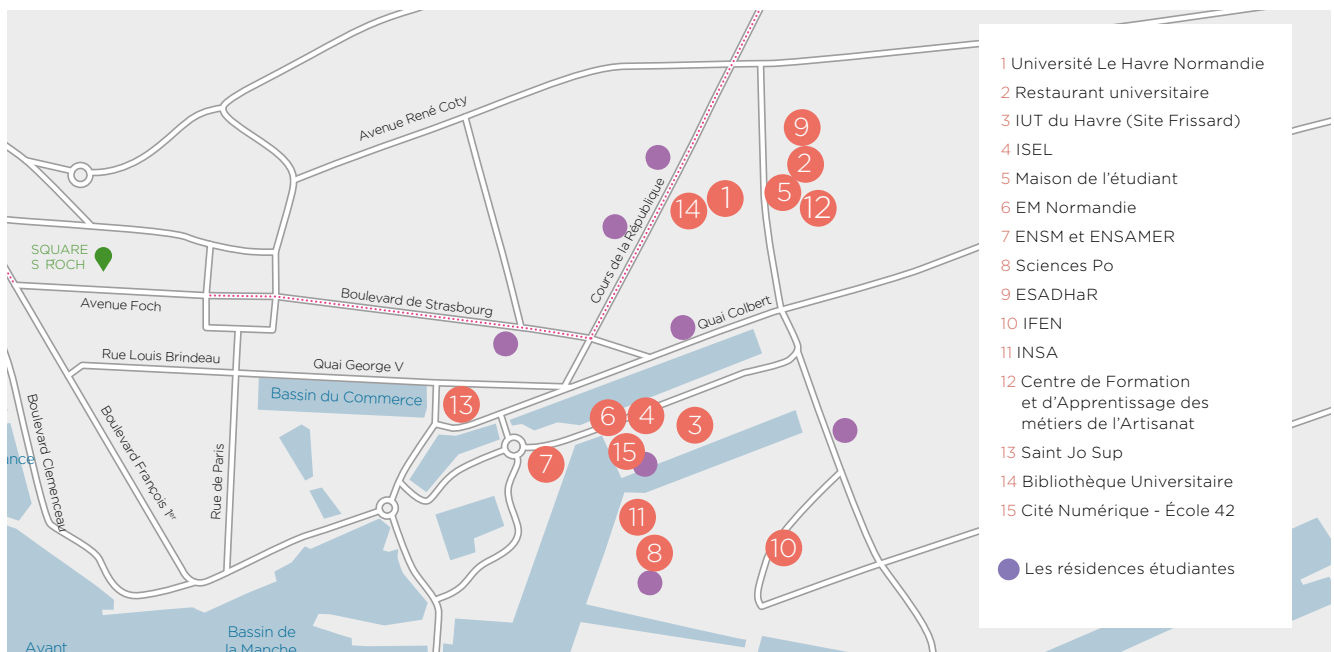 Avenue René Coty
Cours de la République
9
2
5
12
1
14
SQUARE
S ROCH
Avenue Foch
Boulevard de Strasbourg
Quai Colbert
Rue Louis Brindeau
Quai George V
Bassin du Commerce
13
6
4
3
15
7
11
8
10
Boulevard Clemenceau
Boulevard François 1er
Rue de Paris
Bassin de
la Manche
Avant
1 Université Le Havre Normandie
2 Restaurant universitaire
3 IUT du Havre (Site Frissard)
4 ISEL
5 Maison de l'étudiant
6 EM Normandie
7 ENSM et ENSAMER
8 Sciences Po
9 ESADHaR
10 IFEN
11 INSA
12 Centre de Formation
et d'Apprentissage des
métiers de l'Artisanat
13 Saint Jo Sup
14 Bibliothèque Universitaire
15 Cité Numérique - École 42
Les résidences étudiantes